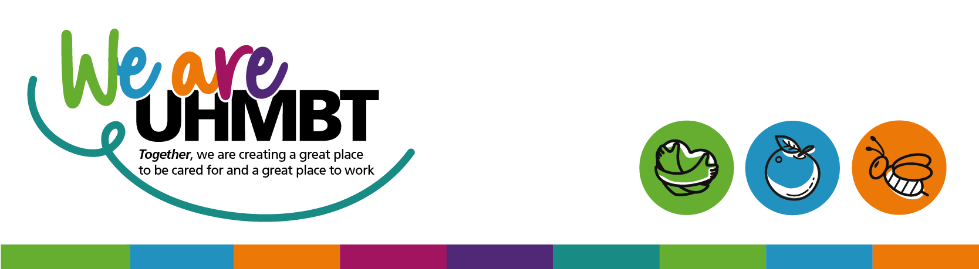 We are
UHMBT
Together, we are creating a great place
to be cared for and a great place to work